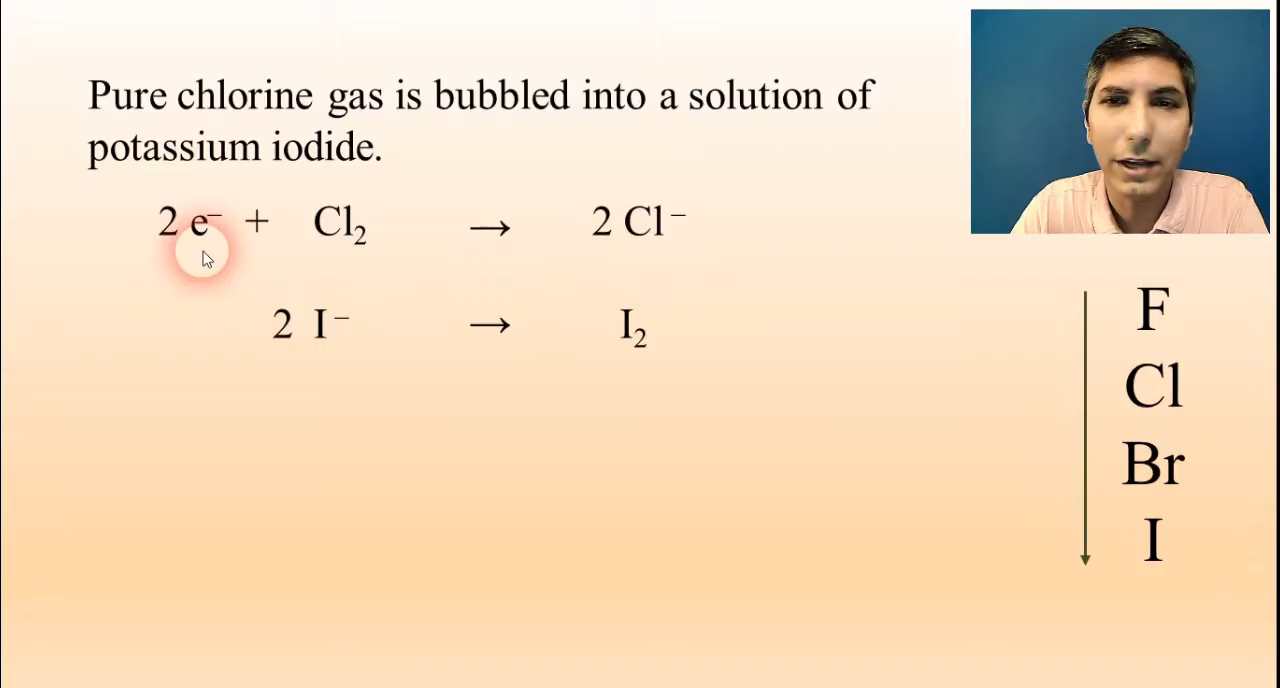 Pure chlorine gas is bubbled into a solution of
potassium iodide.
2 e⁻ + Cl₂ → 2 Cl⁻
2 I⁻ → I₂
F
Cl
Br
I